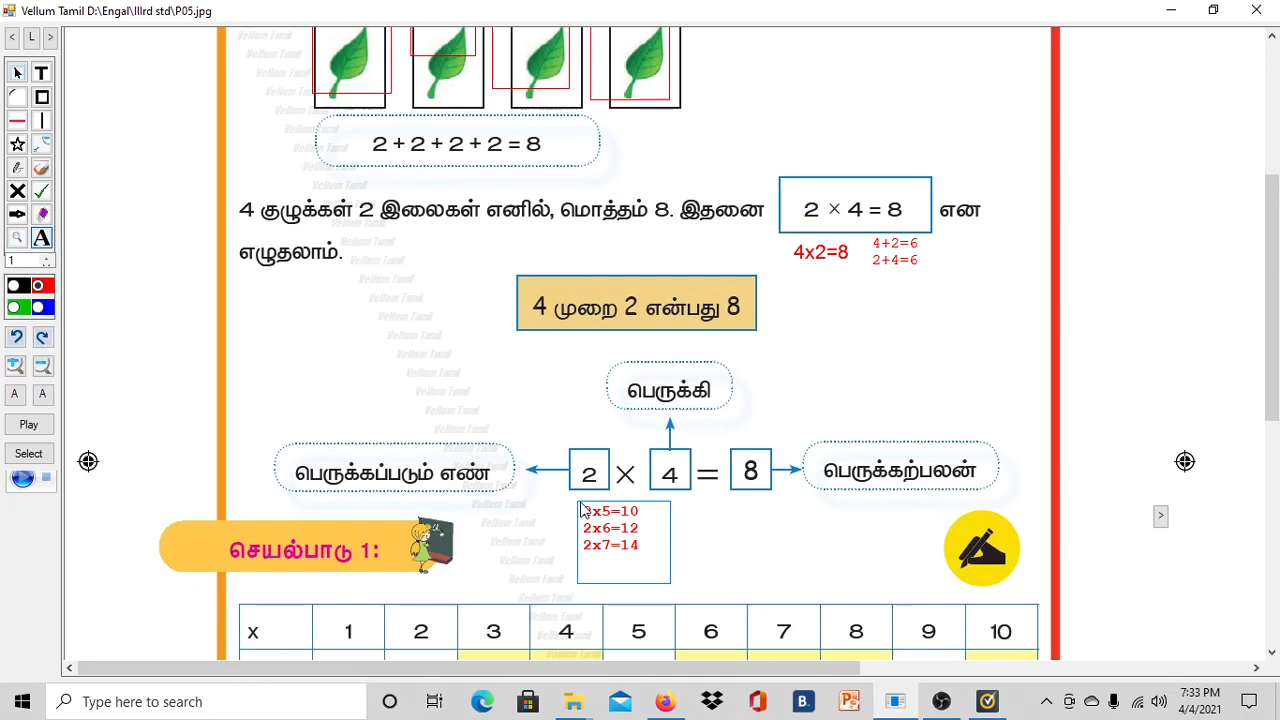 Vellum Tamil D:\Engal\IIIrd std\P05.jpg
< L >
T
A
1
A A
Play
Select
Vellum Tamil
2 + 2 + 2 + 2 = 8
4 குழுக்கள் 2 இலைகள் எனில், மொத்தம் 8. இதனை 2 × 4 = 8 என
எழுதலாம்.
4x2=8
4+2=6
2+4=6
4 முறை 2 என்பது 8
பெருக்கி
பெருக்கப்படும் எண் 2 × 4 = 8 பெருக்கற்பலன்
2x5=10
2x6=12
2x7=14
செயல்பாடு 1:
x 1 2 3 4 5 6 7 8 9 10
Type here to search
7:33 PM
4/4/2021